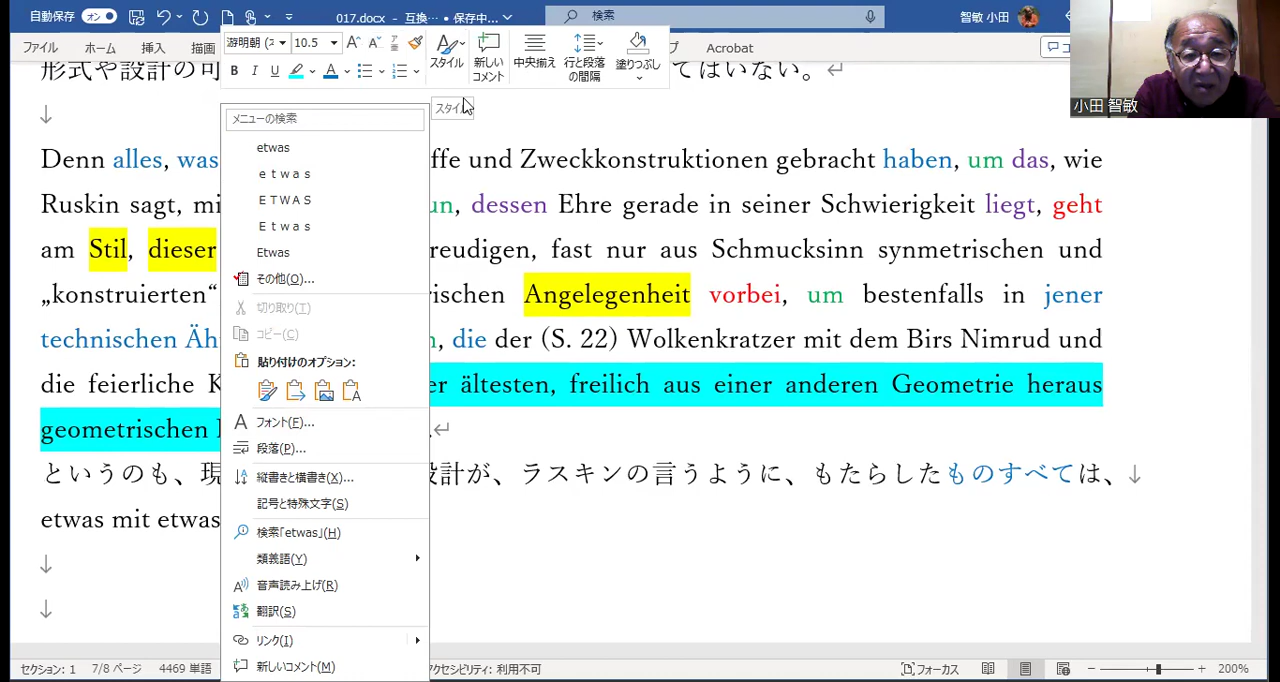 自動保存 オン 017.docx - 互換... • 保存中... 検索 智敏 小田
ファイル ホーム 挿入 描画 Acrobat
游明朝 (ﾌ 10.5
B I U
スタイル
新しい
コメント
中央揃え
行と段落
の間隔
塗りつぶし
スタイル
小田 智敏
形式や設計の可 てはいない。↵
↓
メニューの検索
etwas
ｅｔｗａｓ
ＥＴＷＡＳ
Ｅｔｗａｓ
Etwas
その他(O)...
切り取り(T)
コピー(C)
貼り付けのオプション:
フォント(F)...
段落(P)...
縦書きと横書き(X)...
記号と特殊文字(S)
検索「etwas」(H)
類義語(Y)
音声読み上げ(R)
翻訳(S)
リンク(I)
新しいコメント(M)
Denn alles, was ffe und Zweckkonstruktionen gebracht haben, um das, wie
Ruskin sagt, mi un, dessen Ehre gerade in seiner Schwierigkeit liegt, geht
am Stil, dieser reudigen, fast nur aus Schmucksinn synmetrischen und
„konstruierten“ rischen Angelegenheit vorbei, um bestenfalls in jener
technischen Äh n, die der (S. 22) Wolkenkratzer mit dem Birs Nimrud und
die feierliche K er ältesten, freilich aus einer anderen Geometrie heraus
geometrischen .↵
というのも、現 設計が、ラスキンの言うように、もたらしたものすべては、↓
etwas mit etwas
↓
↓
セクション: 1 7/8 ページ 4469 単語 アクセシビリティ: 利用不可 フォーカス 200%